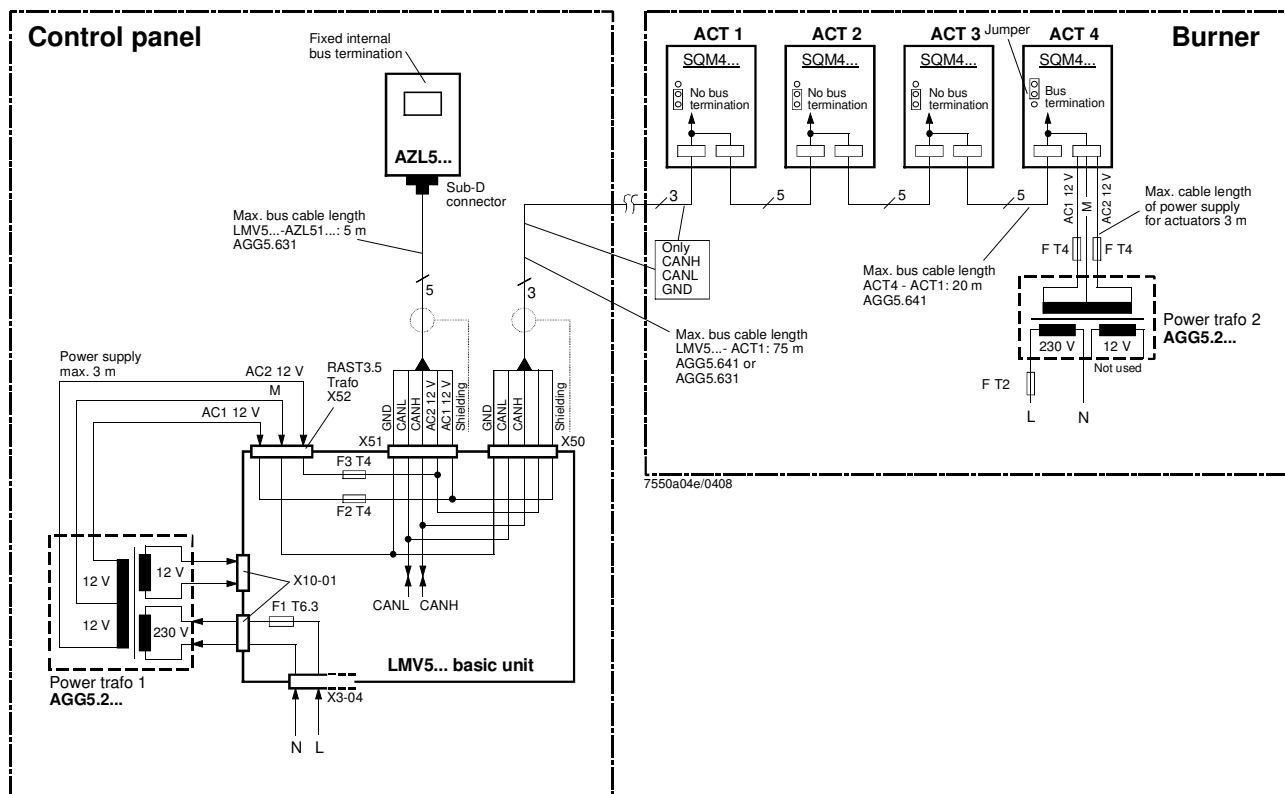 Control panel
Fixed internal
bus termination
AZL5...
Sub-D
connector
Max. bus cable length
LMV5...-AZL51...: 5 m
AGG5.631
5
3
Power supply
max. 3 m
AC2 12 V
M
AC1 12 V
RAST3.5
Trafo
X52
GND
CANL
CANH
AC2 12 V
AC1 12 V
Shielding
GND
CANL
CANH
Shielding
X51
X50
F3 T4
F2 T4
CANL CANH
12 V
12 V
12 V
230 V
X10-01
F1 T6.3
LMV5... basic unit
Power trafo 1
AGG5.2...
X3-04
N L
Burner
ACT 1
ACT 2
ACT 3
ACT 4
Jumper
SQM4...
SQM4...
SQM4...
SQM4...
No bus
termination
No bus
termination
No bus
termination
Bus
termination
3
5
5
5
Only
CANH
CANL
GND
Max. bus cable length
LMV5...- ACT1: 75 m
AGG5.641 or
AGG5.631
Max. bus cable length
ACT4 - ACT1: 20 m
AGG5.641
AC1 12 V
M
AC2 12 V
Max. cable length
of power supply
for actuators 3 m
F T4
F T4
Power trafo 2
AGG5.2...
230 V
12 V
Not used
F T2
L
N
7550a04e/0408